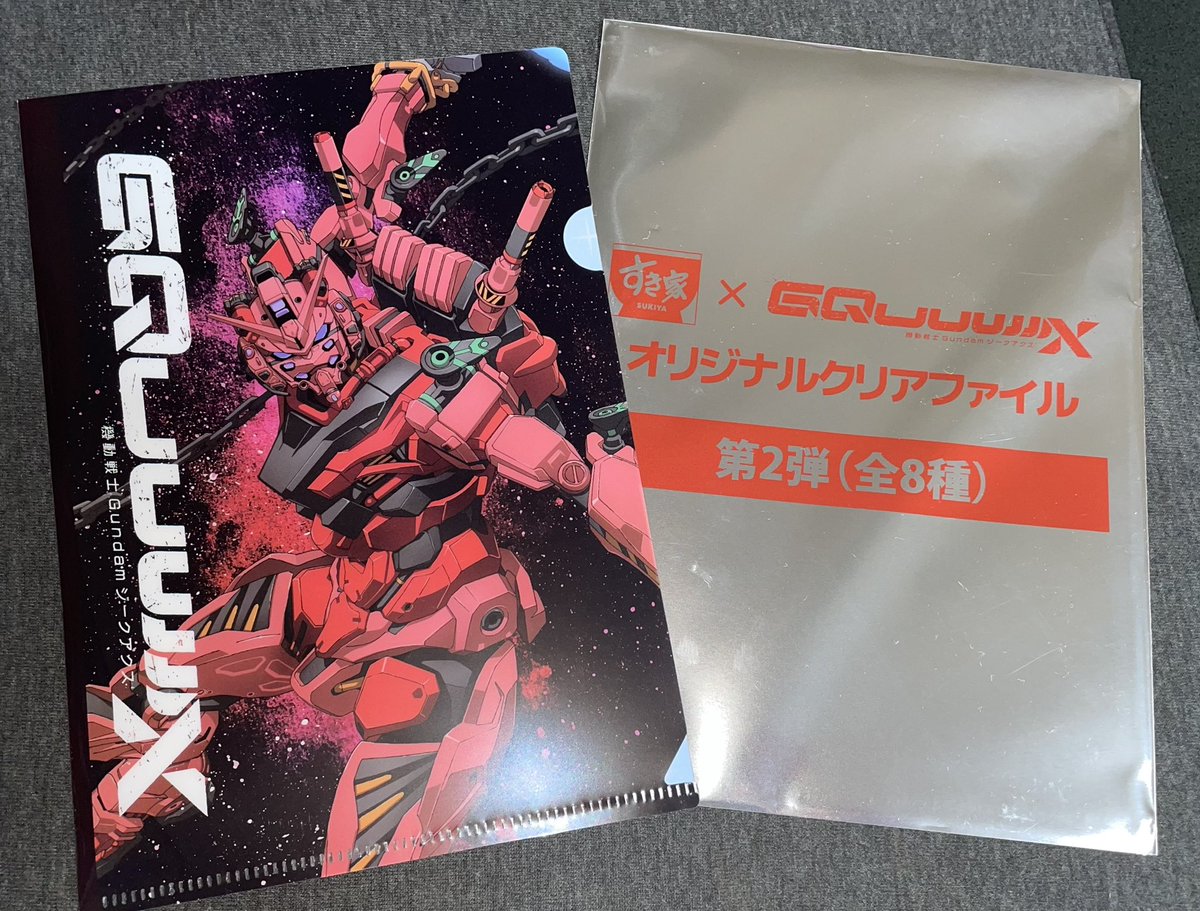 GQuuuuuuX
機動戦士Gundam ジークアクス
すき家
SUKIYA
×
GQuuuuuuX
機動戦士Gundam ジークアクス
オリジナルクリアファイル
第2弾(全8種)